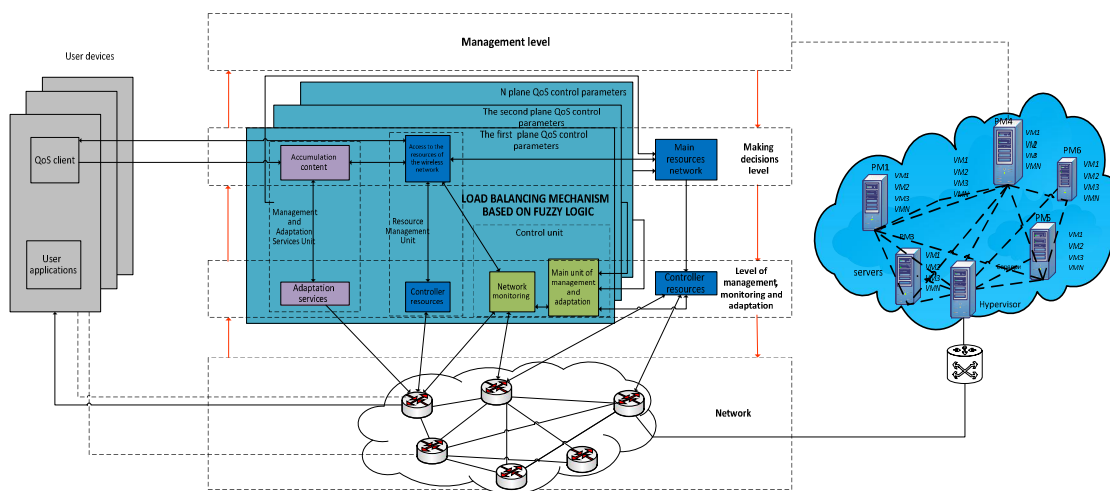 Management level
User devices
N plane QoS control parameters
The second plane QoS control
parameters
The first plane QoS control
parameters
QoS client
Accumulation
content
Access to the
resources of
the wireless
network
Main
resources
network
Making
decisions
level
LOAD BALANCING MECHANISM
BASED ON FUZZY LOGIC
Management
and
Adaptation
Services Unit
Resource
Management
Unit
Control unit
User
applications
Adaptation
services
Controller
resources
Network
monitoring
Main unit of
management
and
adaptation
Controller
resources
Level of
management,
monitoring and
adaptation
Network
PM4
VM1
VM2
VM3
VMN
PM6
VM1
VM2
VM3
VMN
PM1
VM1
VM2
VM3
VMN
VM1
VM2
VM3
VMN
PM5
VM1
VM2
VM3
VMN
PM3
VM1
VM3
VMN
servers
Hypervisor